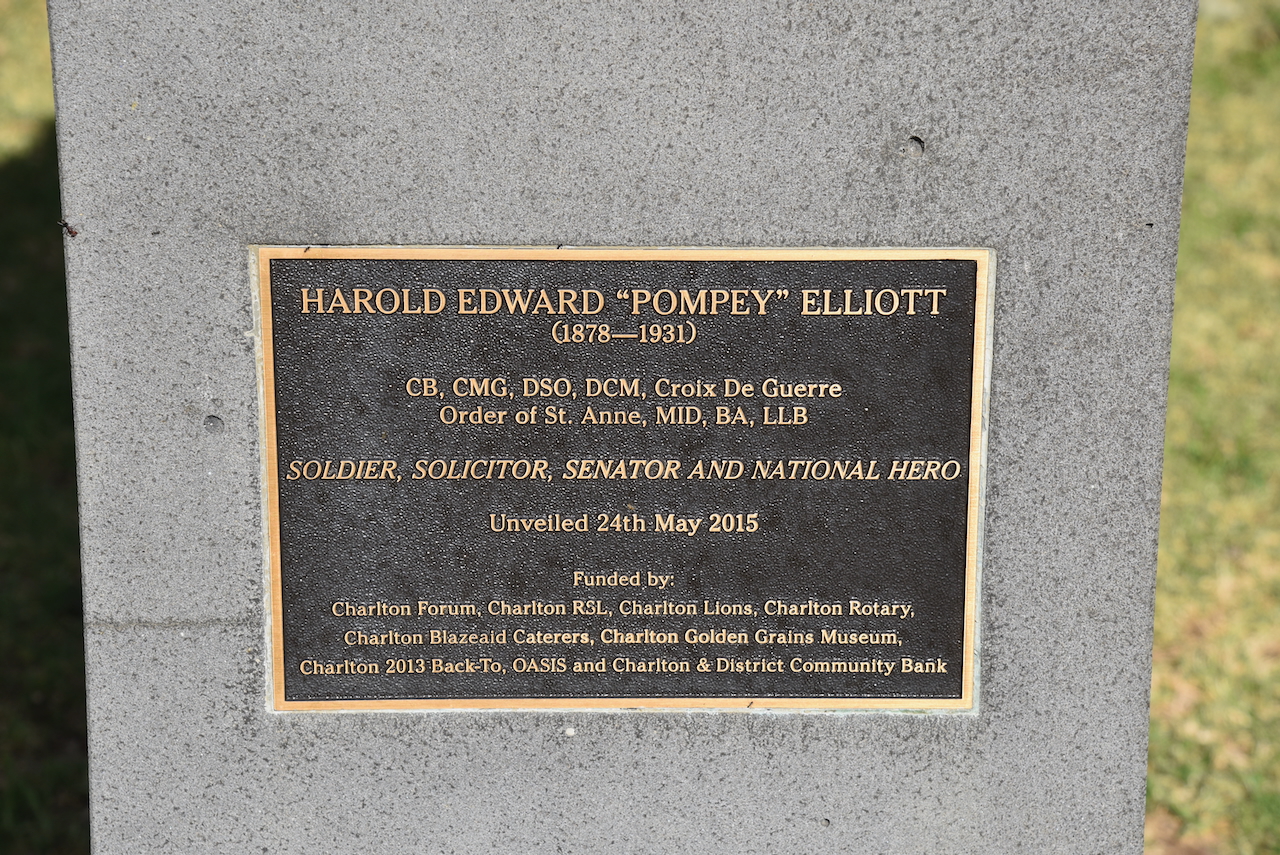 HAROLD EDWARD “POMPEY” ELLIOTT
(1878—1931)
CB, CMG, DSO, DCM, Croix De Guerre
Order of St. Anne, MID, BA, LLB
SOLDIER, SOLICITOR, SENATOR AND NATIONAL HERO
Unveiled 24th May 2015
Funded by:
Charlton Forum, Charlton RSL, Charlton Lions, Charlton Rotary,
Charlton Blazeaid Caterers, Charlton Golden Grains Museum,
Charlton 2013 Back-To, OASIS and Charlton & District Community Bank